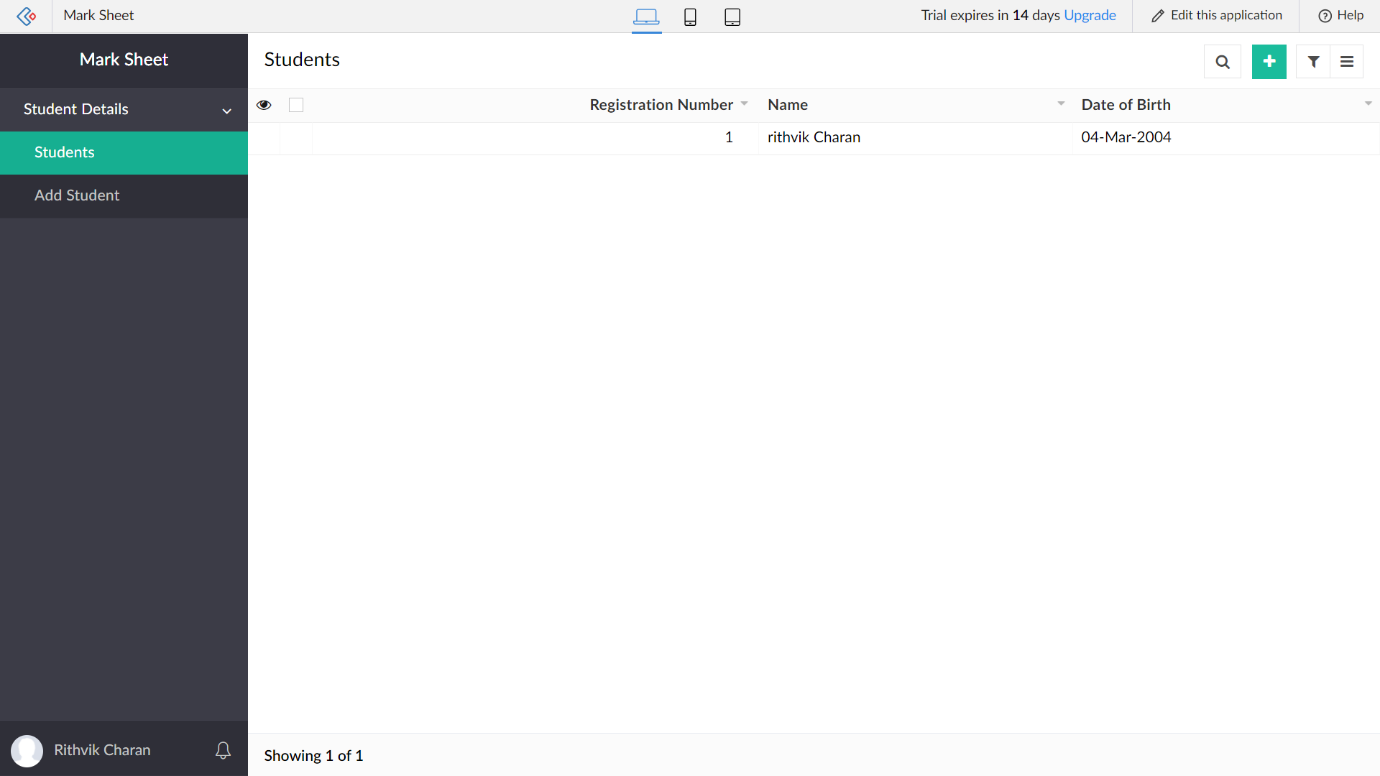 Mark Sheet
Trial expires in 14 days Upgrade
Edit this application
Help
Mark Sheet
Student Details
Students
Add Student
Rithvik Charan
Students
Registration Number Name Date of Birth
1 rithvik Charan 04-Mar-2004
Showing 1 of 1